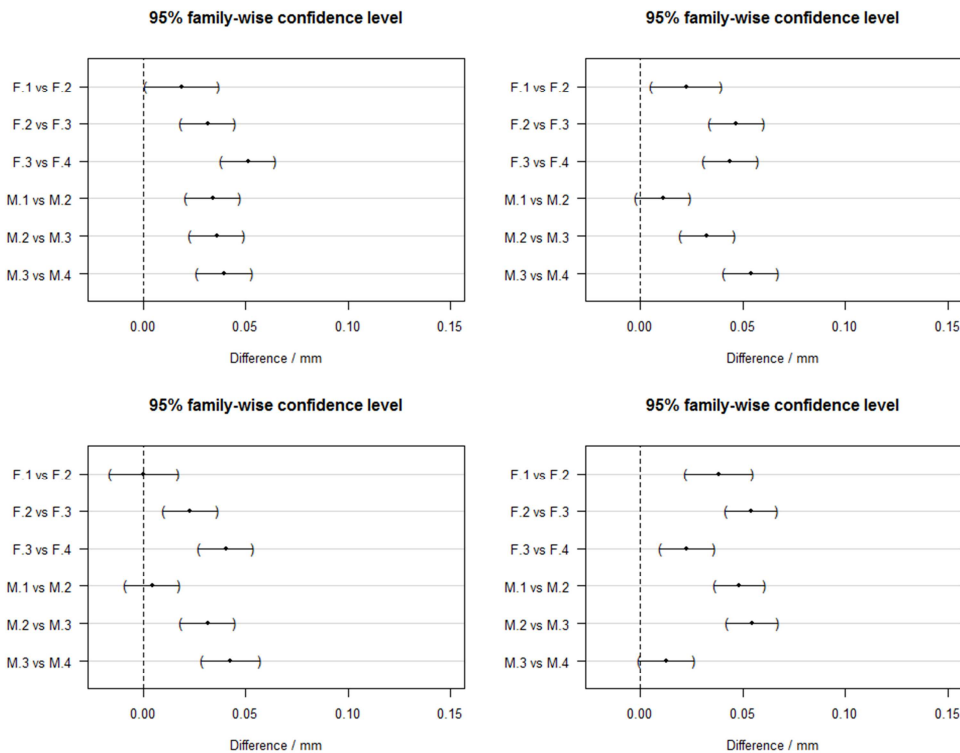 95% family-wise confidence level
F.1 vs F.2
F.2 vs F.3
F.3 vs F.4
M.1 vs M.2
M.2 vs M.3
M.3 vs M.4
0.00 0.05 0.10 0.15
Difference / mm
95% family-wise confidence level
F.1 vs F.2
F.2 vs F.3
F.3 vs F.4
M.1 vs M.2
M.2 vs M.3
M.3 vs M.4
0.00 0.05 0.10 0.15
Difference / mm
95% family-wise confidence level
F.1 vs F.2
F.2 vs F.3
F.3 vs F.4
M.1 vs M.2
M.2 vs M.3
M.3 vs M.4
0.00 0.05 0.10 0.15
Difference / mm
95% family-wise confidence level
F.1 vs F.2
F.2 vs F.3
F.3 vs F.4
M.1 vs M.2
M.2 vs M.3
M.3 vs M.4
0.00 0.05 0.10 0.15
Difference / mm